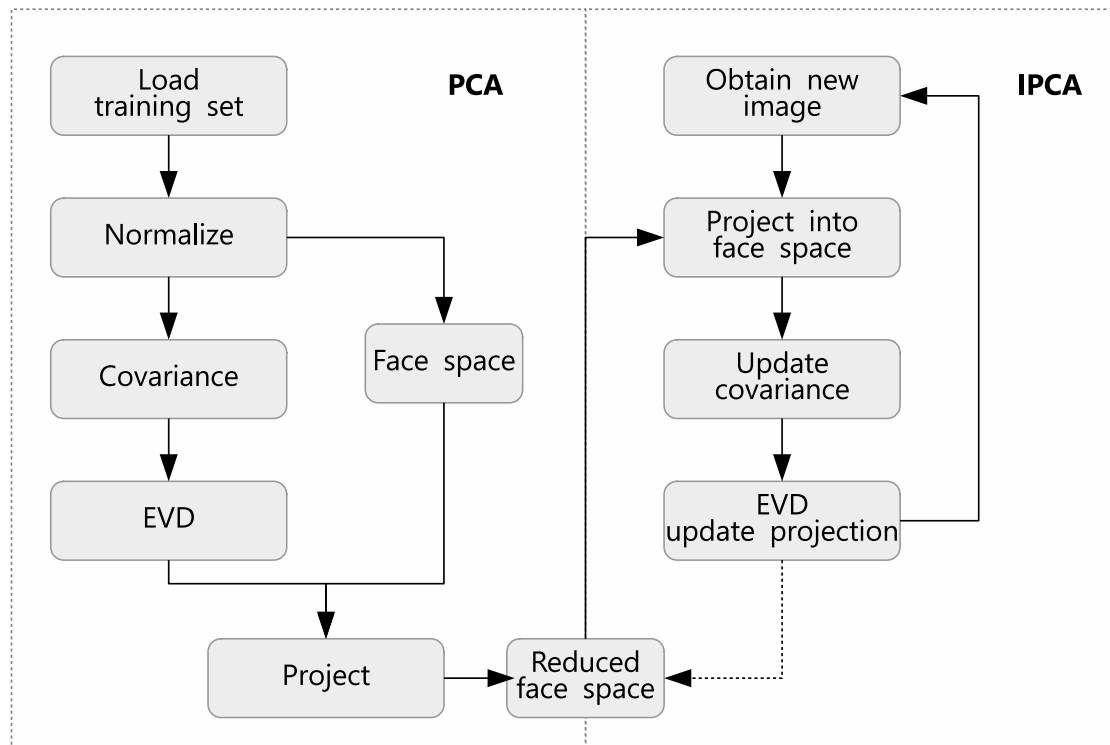 PCA
Load
training set
Normalize
Covariance
Face space
EVD
Project
Reduced
face space
IPCA
Obtain new
image
Project into
face space
Update
covariance
EVD
update projection